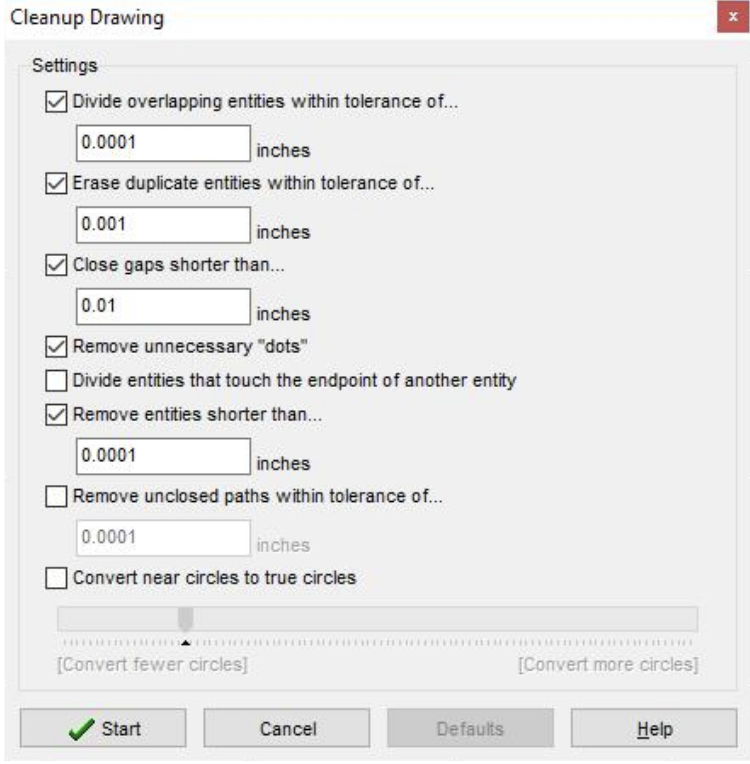 Cleanup Drawing
x
Settings
Divide overlapping entities within tolerance of...
0.0001 inches
Erase duplicate entities within tolerance of...
0.001 inches
Close gaps shorter than...
0.01 inches
Remove unnecessary "dots"
Divide entities that touch the endpoint of another entity
Remove entities shorter than...
0.0001 inches
Remove unclosed paths within tolerance of...
0.0001 inches
Convert near circles to true circles
[Convert fewer circles] [Convert more circles]
Start Cancel Defaults Help